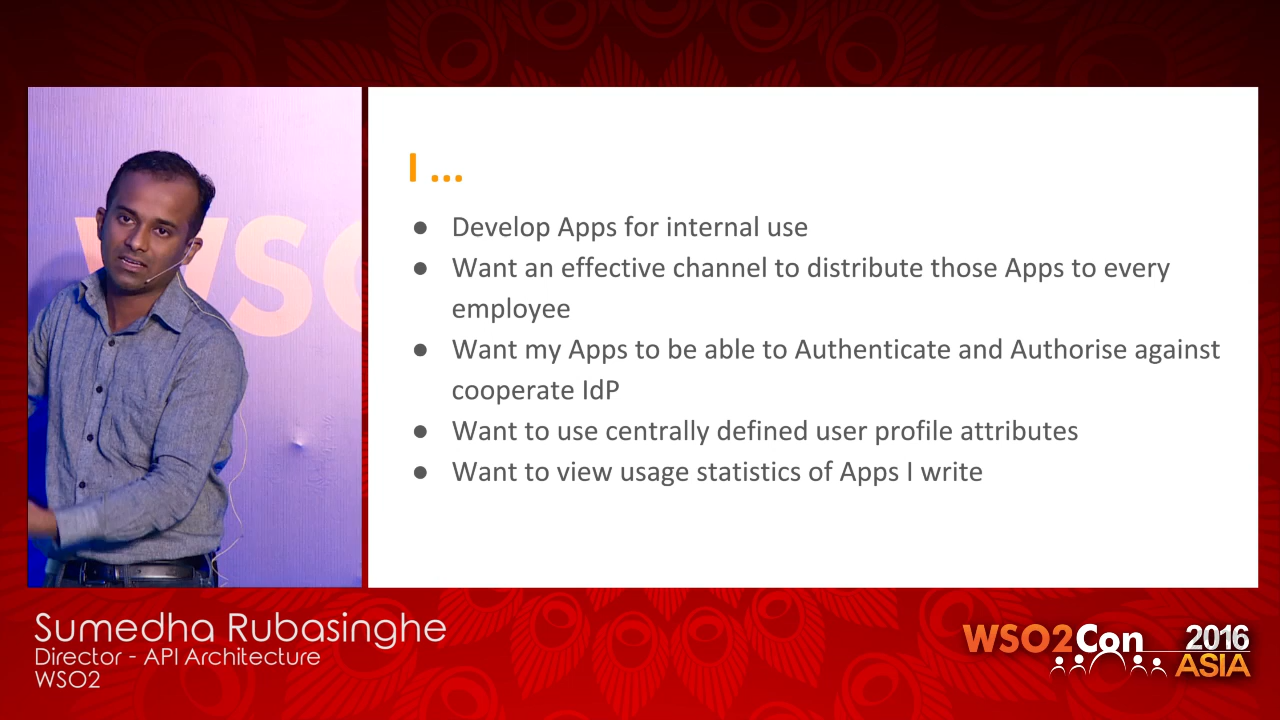 WSO
I ...
● Develop Apps for internal use
● Want an effective channel to distribute those Apps to every
employee
● Want my Apps to be able to Authenticate and Authorise against
cooperate IdP
● Want to use centrally defined user profile attributes
● Want to view usage statistics of Apps I write
Sumedha Rubasinghe
Director - API Architecture
WSO2
WSO2Con 2016
ASIA